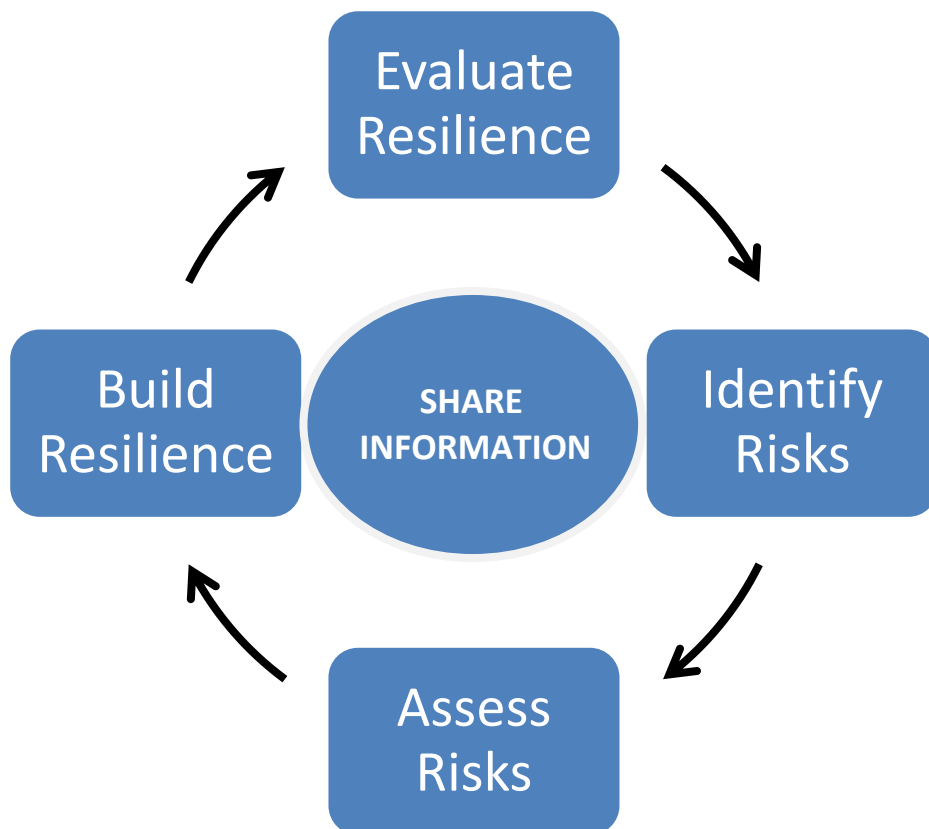 Evaluate
Resilience
Build
Resilience
SHARE
INFORMATION
Identify
Risks
Assess
Risks